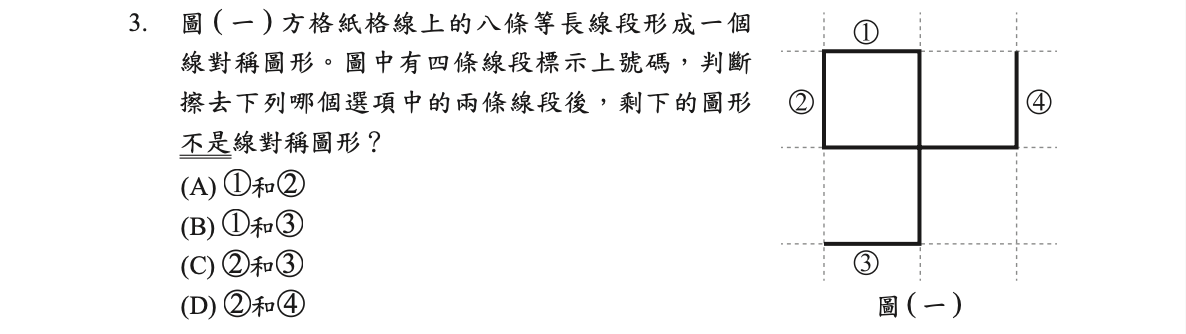 3. 圖(一)方格紙格線上的八條等長線段形成一個
線對稱圖形。圖中有四條線段標示上號碼，判斷
擦去下列哪個選項中的兩條線段後，剩下的圖形
不是線對稱圖形？
(A) ①和②
(B) ①和③
(C) ②和③
(D) ②和④
①
②
④
③
圖(一)